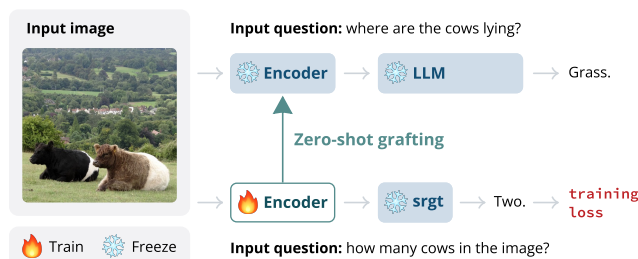 Input image
Input question: where are the cows lying?
Encoder
LLM
Grass.
Zero-shot grafting
Encoder
srgt
Two.
training
loss
Train
Freeze
Input question: how many cows in the image?